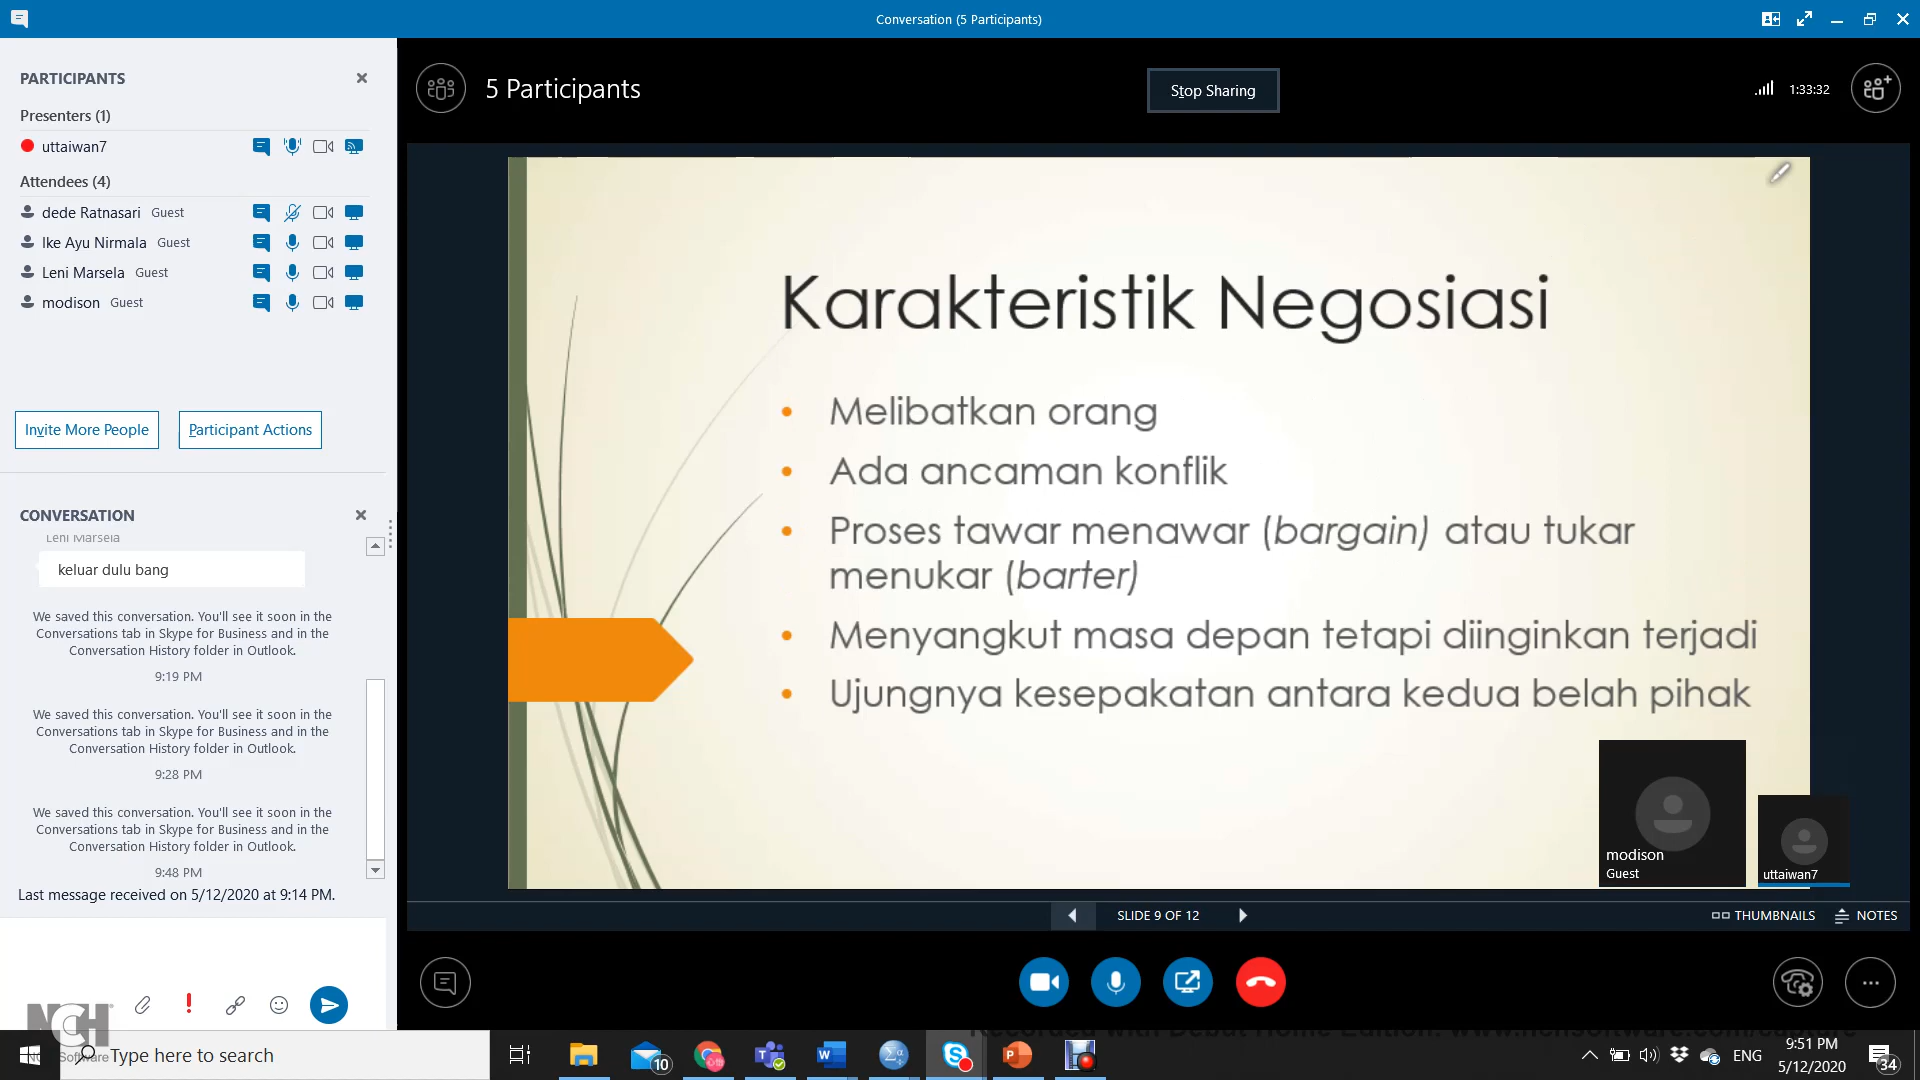 Conversation (5 Participants)
PARTICIPANTS
Presenters (1)
uttaiwan7
Attendees (4)
dede Ratnasari Guest
Ike Ayu Nirmala Guest
Leni Marsela Guest
modison Guest
Invite More People
Participant Actions
CONVERSATION
Leni Marsela
keluar dulu bang
We saved this conversation. You'll see it soon in the
Conversations tab in Skype for Business and in the
Conversation History folder in Outlook.
9:19 PM
We saved this conversation. You'll see it soon in the
Conversations tab in Skype for Business and in the
Conversation History folder in Outlook.
9:28 PM
We saved this conversation. You'll see it soon in the
Conversations tab in Skype for Business and in the
Conversation History folder in Outlook.
9:48 PM
Last message received on 5/12/2020 at 9:14 PM.
5 Participants
Stop Sharing
1:33:32
Karakteristik Negosiasi
• Melibatkan orang
• Ada ancaman konflik
• Proses tawar menawar (bargain) atau tukar
menukar (barter)
• Menyangkut masa depan tetapi diinginkan terjadi
• Ujungnya kesepakatan antara kedua belah pihak
modison
Guest
uttaiwan7
SLIDE 9 OF 12
THUMBNAILS
NOTES
NCH
Software
Type here to search
10
ENG
9:51 PM
5/12/2020
34